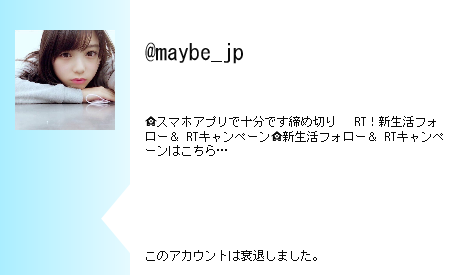 @maybe_jp
🏠スマホアプリで十分です締め切り　RT！新生活フォ
ロー＆ RTキャンペーン🏠新生活フォロー＆ RTキャンペ
ーンはこちら…
このアカウントは衰退しました。